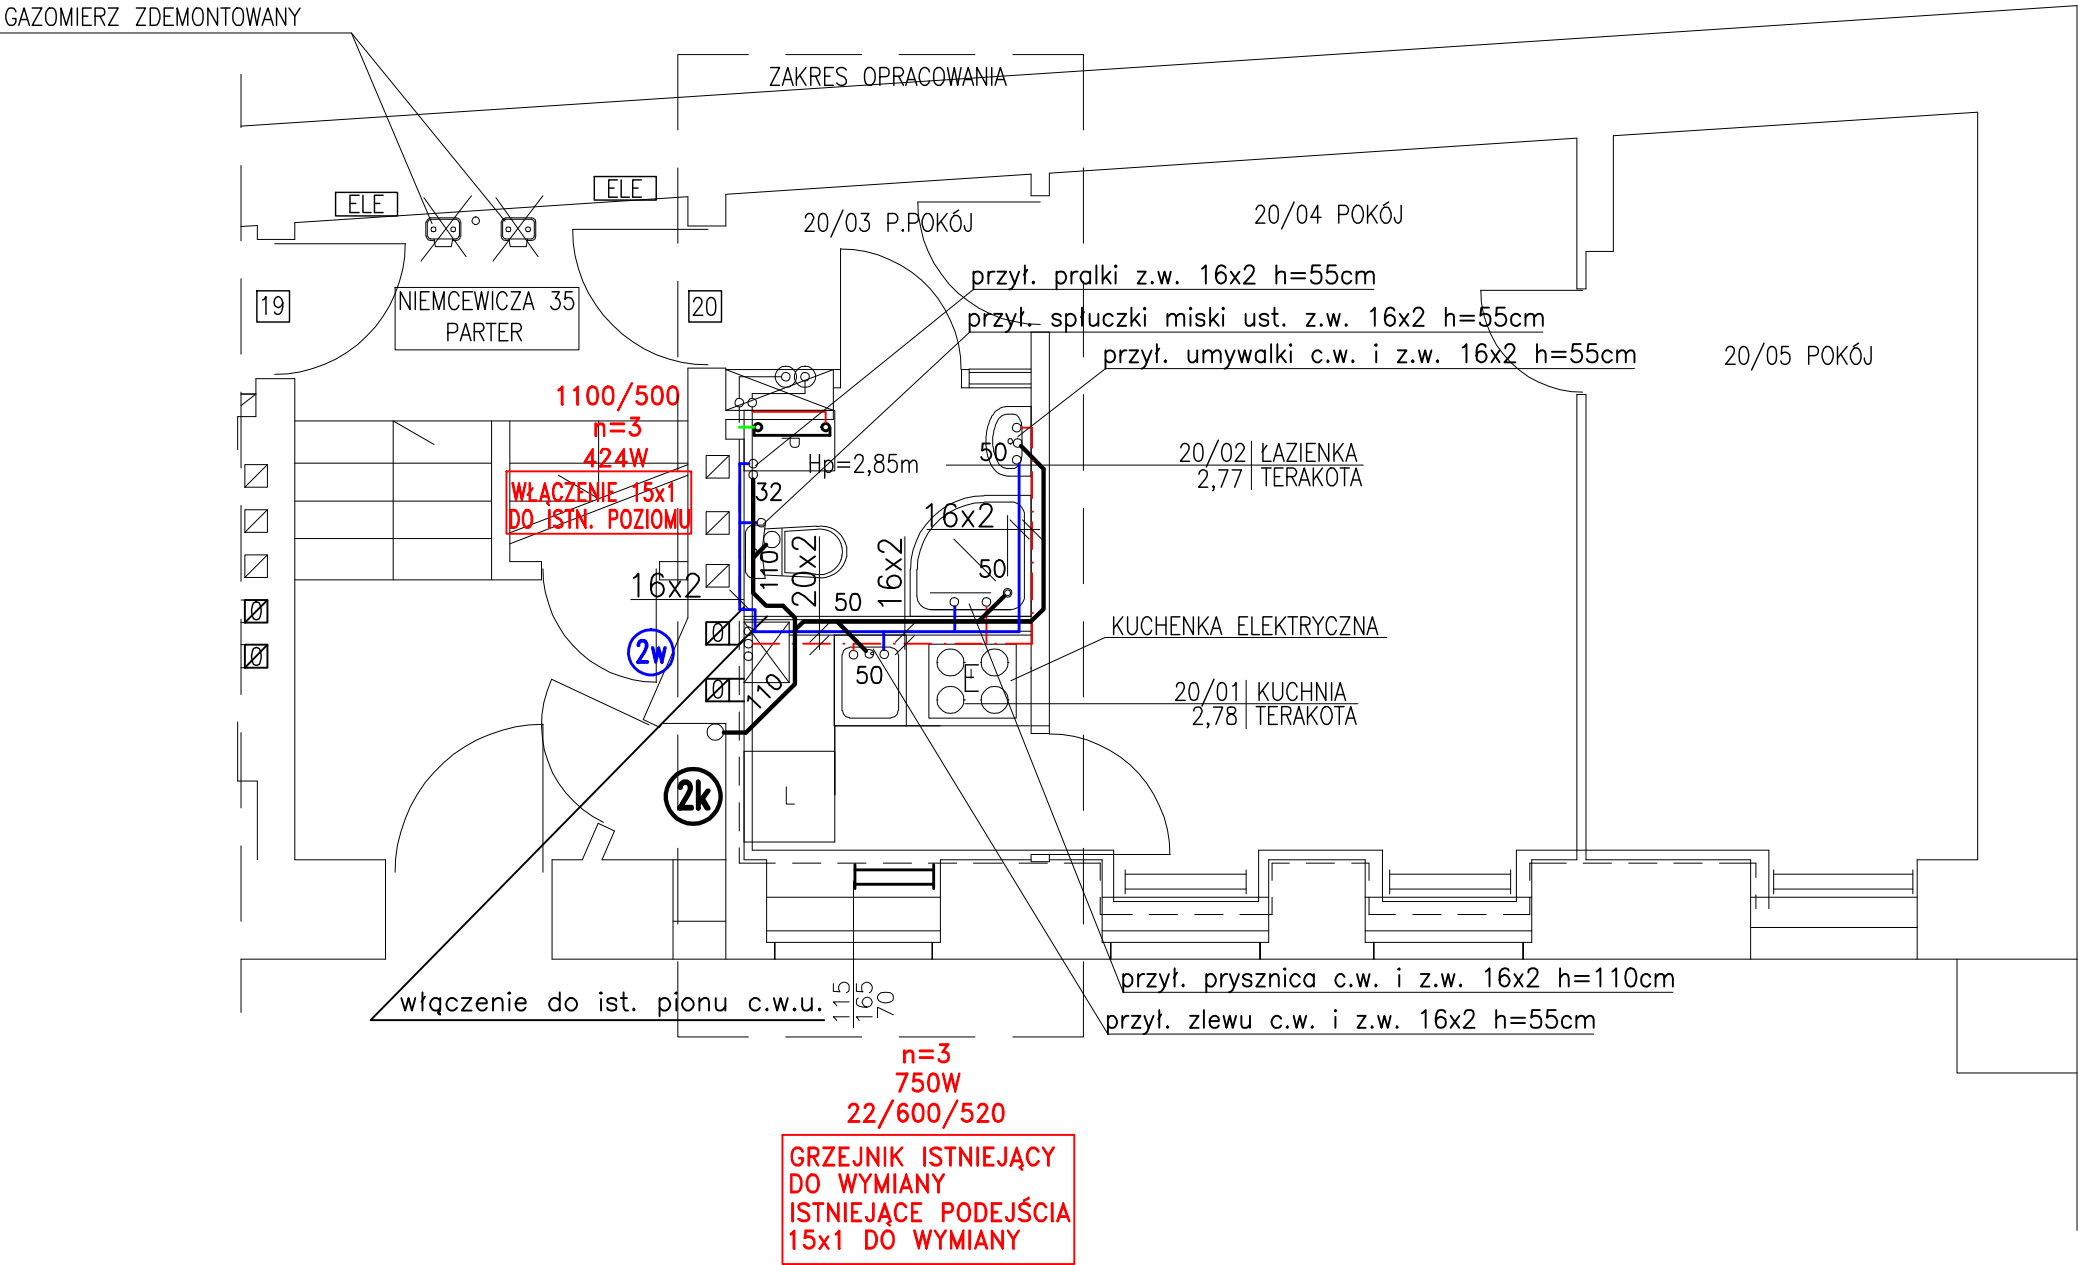 GAZOMIERZ ZDEMONTOWANY
ZAKRES OPRACOWANIA
ELE
ELE
20/03 P.POKÓJ
20/04 POKÓJ
19
NIEMCEWICZA 35
PARTER
20
przył. pralki z.w. 16x2 h=55cm
przył. spłuczki miski ust. z.w. 16x2 h=55cm
przył. umywalki c.w. i z.w. 16x2 h=55cm
20/05 POKÓJ
1100/500
n=3
424W
WŁĄCZENIE 15x1
DO ISTN. POZIOMU
Hp=2,85m
50
20/02 ŁAZIENKA
2,77 TERAKOTA
32
16x2
110
20x2
16x2
50
16x2
50
0
0
0
0
2w
KUCHENKA ELEKTRYCZNA
50
E
110
20/01 KUCHNIA
2,78 TERAKOTA
2k
L
włączenie do ist. pionu c.w.u.
115
165
70
przył. prysznica c.w. i z.w. 16x2 h=110cm
przył. zlewu c.w. i z.w. 16x2 h=55cm
n=3
750W
22/600/520
GRZEJNIK ISTNIEJĄCY
DO WYMIANY
ISTNIEJĄCE PODEJŚCIA
15x1 DO WYMIANY